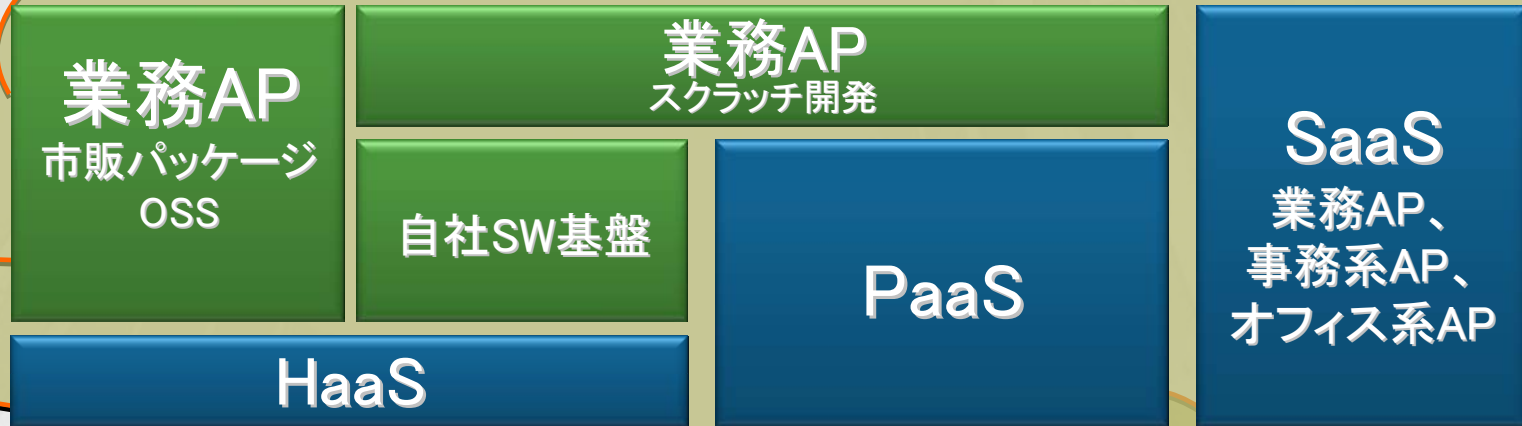 業務AP
市販パッケージ
OSS
業務AP
スクラッチ開発
自社SW基盤
HaaS
PaaS
SaaS
業務AP、
事務系AP、
オフィス系AP